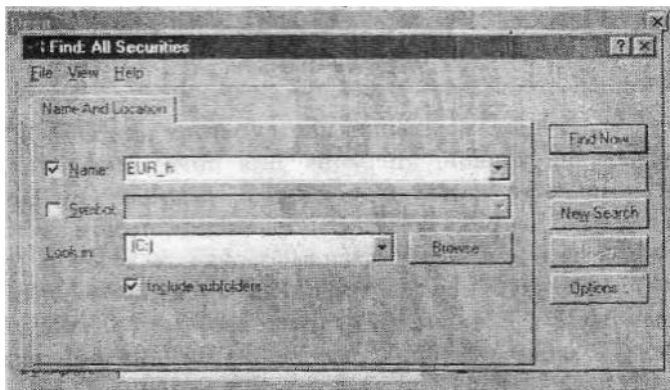 Find: All Securities
File View Help
Name And Location
Find Now
Name: EUR_h
Symbol:
New Search
Look in: (C:)
Browse
Include subfolders
Options